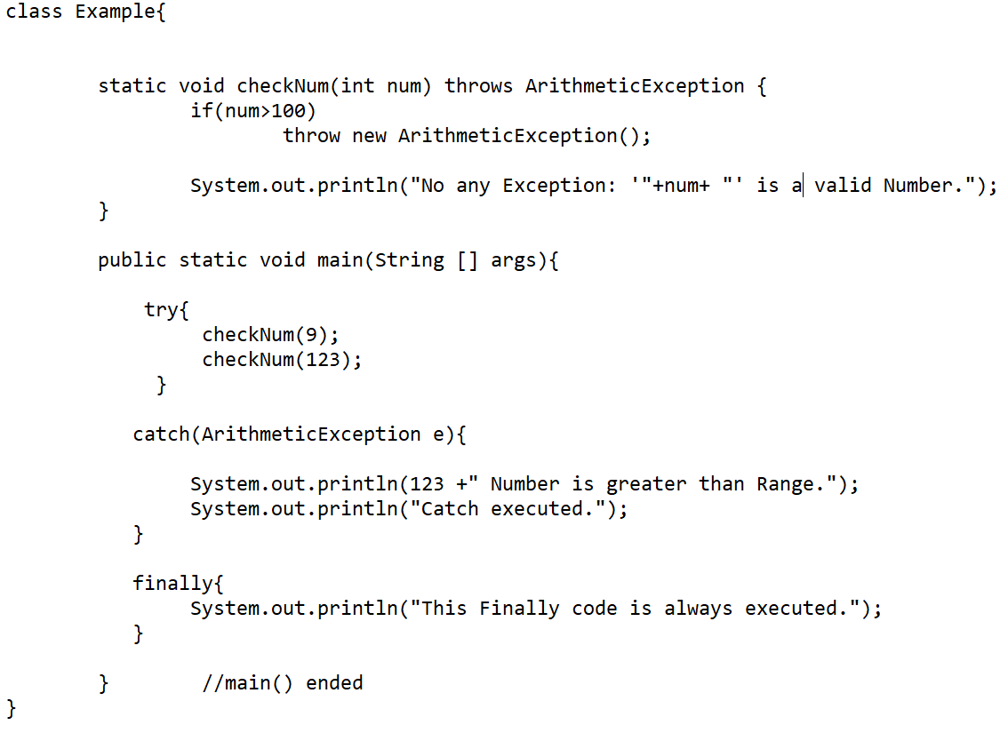 class Example{
static void checkNum(int num) throws ArithmeticException {
if(num>100)
throw new ArithmeticException();
System.out.println("No any Exception: '"+num+ "' is a valid Number.");
}
public static void main(String [] args){
try{
checkNum(9);
checkNum(123);
}
catch(ArithmeticException e){
System.out.println(123 +" Number is greater than Range.");
System.out.println("Catch executed.");
}
finally{
System.out.println("This Finally code is always executed.");
}
} //main() ended
}